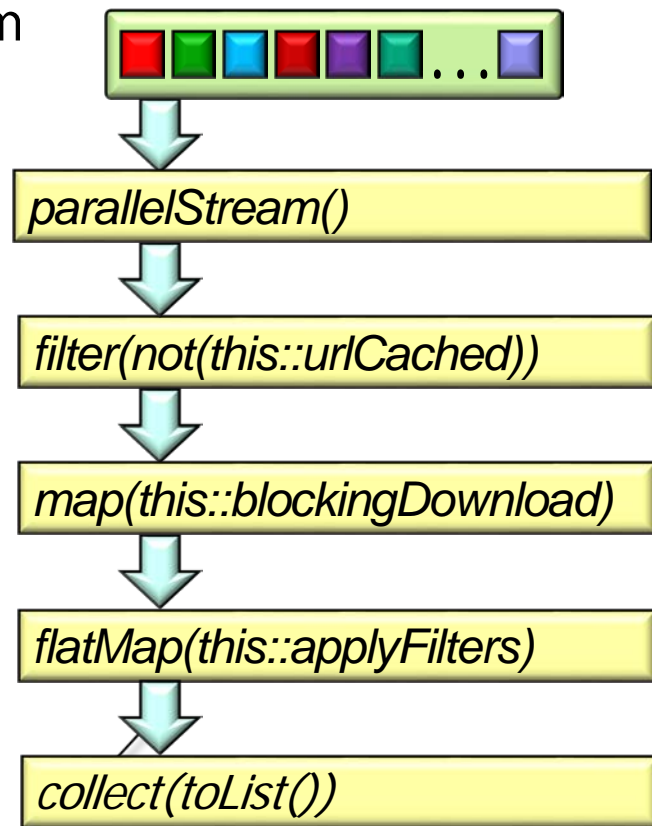 m
...
parallelStream()
filter(not(this::urlCached))
map(this::blockingDownload)
flatMap(this::applyFilters)
collect(toList())